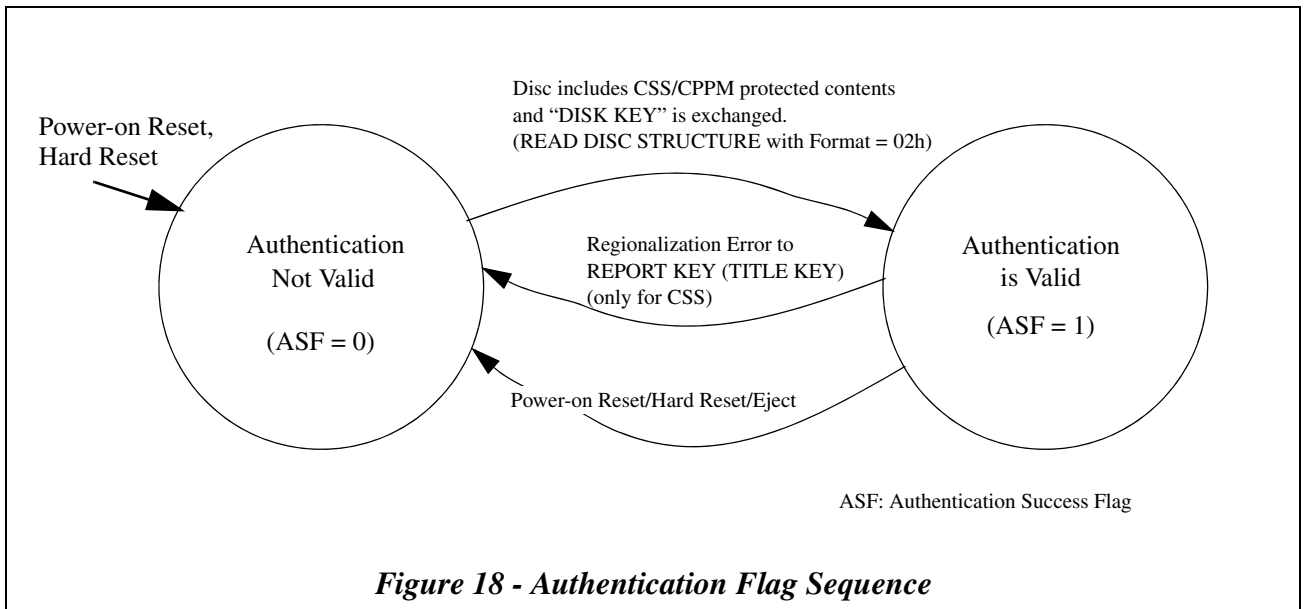 Disc includes CSS/CPPM protected contents
and “DISK KEY” is exchanged.
(READ DISC STRUCTURE with Format = 02h)
Power-on Reset,
Hard Reset
Authentication
Not Valid
(ASF = 0)
Regionalization Error to
REPORT KEY (TITLE KEY)
(only for CSS)
Authentication
is Valid
(ASF = 1)
Power-on Reset/Hard Reset/Eject
ASF: Authentication Success Flag
Figure 18 - Authentication Flag Sequence